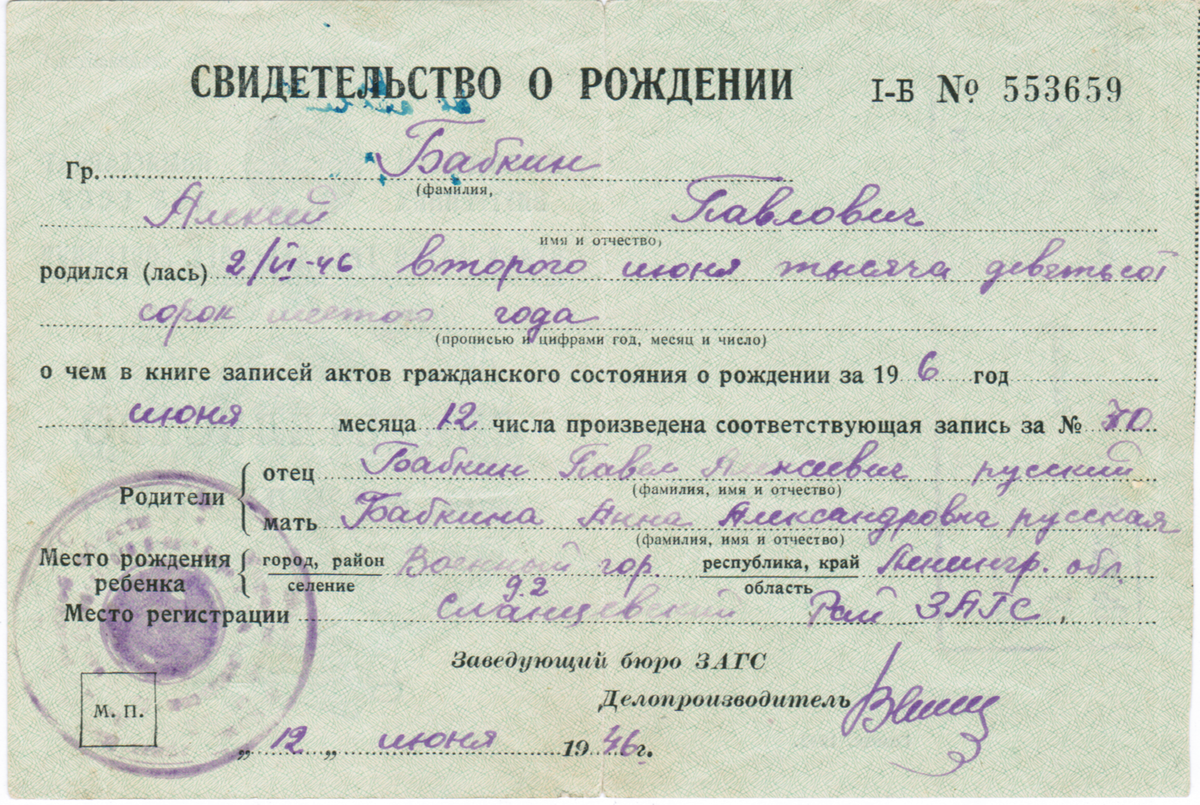 СВИДЕТЕЛЬСТВО О РОЖДЕНИИ I-Б № 553659
Гр. Бабкин
(фамилия,
Алексей Павлович
имя и отчество)
родился (лась) 2/VI-46 второго июня тысяча девятьсот
сорок шестого года
(прописью и цифрами год, месяц и число)
о чем в книге записей актов гражданского состояния о рождении за 19 6 год
июня месяца 12 числа произведена соответствующая запись за №
Родители отец Бабкин Павел Алексеевич русский
(фамилия, имя и отчество)
мать Бабкина Анна Александровна русская
(фамилия, имя и отчество)
Место рождения ребенка город, район селение Военный гор. республика, край область Ленингр. обл.
Место регистрации Сланцевский Рай ЗАГС.
Заведующий бюро ЗАГС
Делопроизводитель
М. П.
„ 12 „ июня 19 46 г.